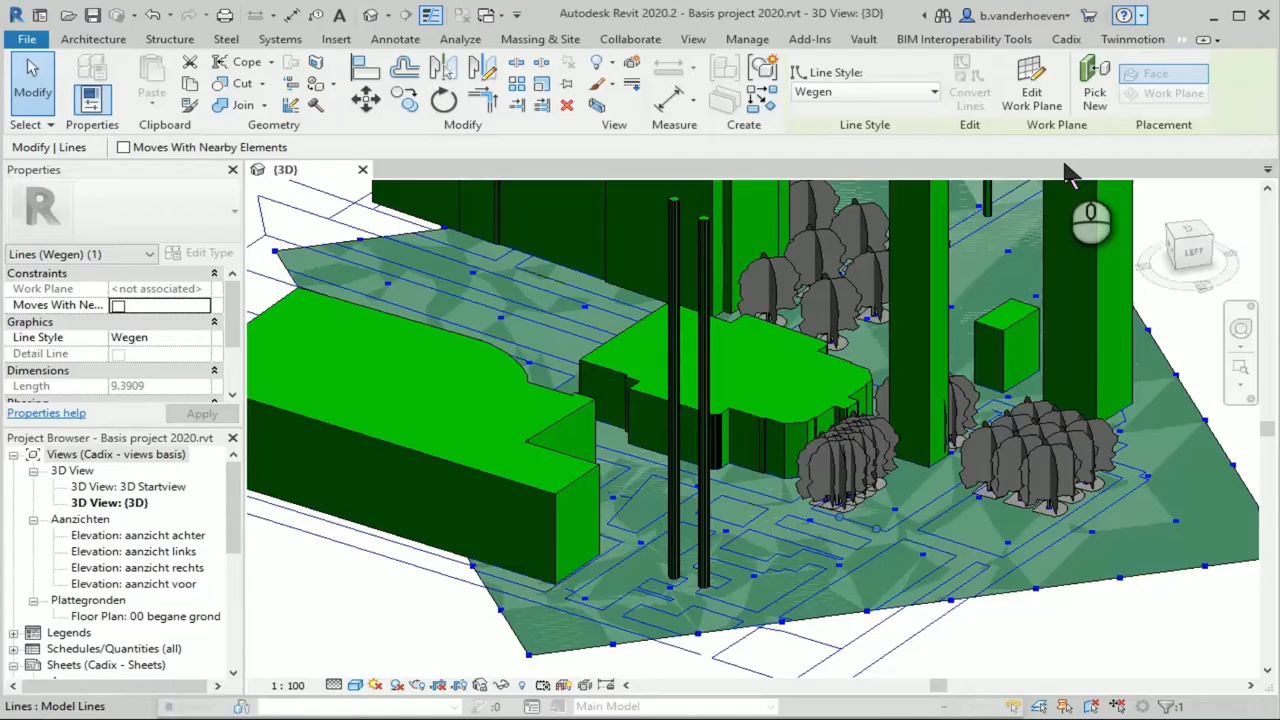 Autodesk Revit 2020.2 - Basis project 2020.rvt - 3D View: {3D}
b.vanderhoeven
File
Architecture
Structure
Steel
Systems
Insert
Annotate
Analyze
Massing & Site
Collaborate
View
Manage
Add-Ins
Vault
BIM Interoperability Tools
Cadix
Twinmotion
Modify
Paste
Cope
Cut
Join
Line Style:
Wegen
Convert Lines
Edit Work Plane
Pick New
Face
Work Plane
Select
Properties
Clipboard
Geometry
Modify
View
Measure
Create
Line Style
Edit
Work Plane
Placement
Modify | Lines
Moves With Nearby Elements
Properties
{3D}
R
Lines (Wegen) (1)
Edit Type
Constraints
Work Plane <not associated>
Moves With Ne...
Graphics
Line Style Wegen
Detail Line
Dimensions
Length 9.3909
Properties help
Apply
Project Browser - Basis project 2020.rvt
Views (Cadix - views basis)
3D View
3D View: 3D Startview
3D View: {3D}
Aanzichten
Elevation: aanzicht achter
Elevation: aanzicht links
Elevation: aanzicht rechts
Elevation: aanzicht voor
Plattegronden
Floor Plan: 00 begane grond
Legends
Schedules/Quantities (all)
Sheets (Cadix - Sheets)
LEFT
1 : 100
Lines : Model Lines
:0
Main Model
:1